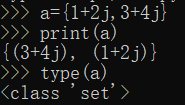 >>> a={1+2j,3+4j}
>>> print(a)
{(3+4j), (1+2j)}
>>> type(a)
<class 'set'>